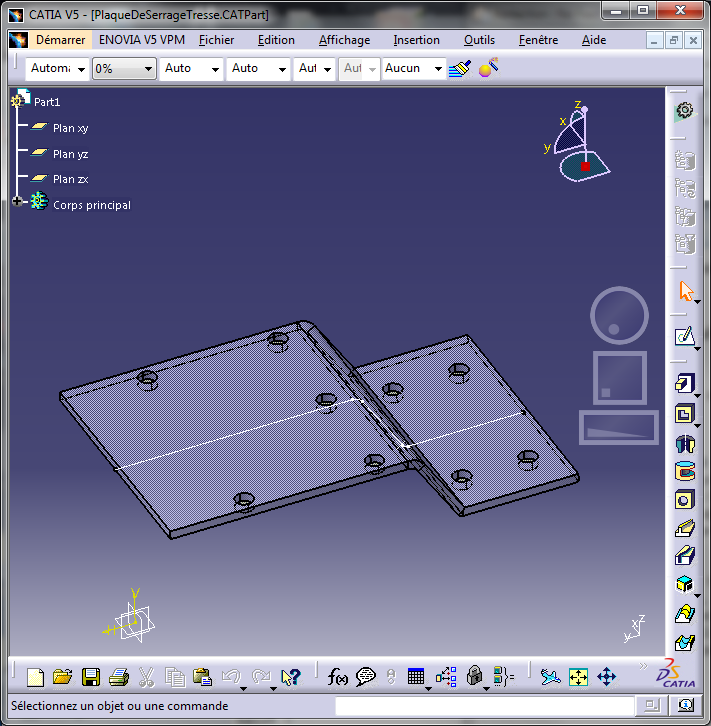 CATIA V5 - [PlaqueDeSerrageTresse.CATPart]
Démarrer ENOVIA V5 VPM Fichier Edition Affichage Insertion Outils Fenêtre Aide
Automa 0% Auto Auto Aut Aut Aucun
Part1
Plan xy
Plan yz
Plan zx
Corps principal
z
x
y
y
H
xz
y
f(x)
CATIA
Sélectionnez un objet ou une commande